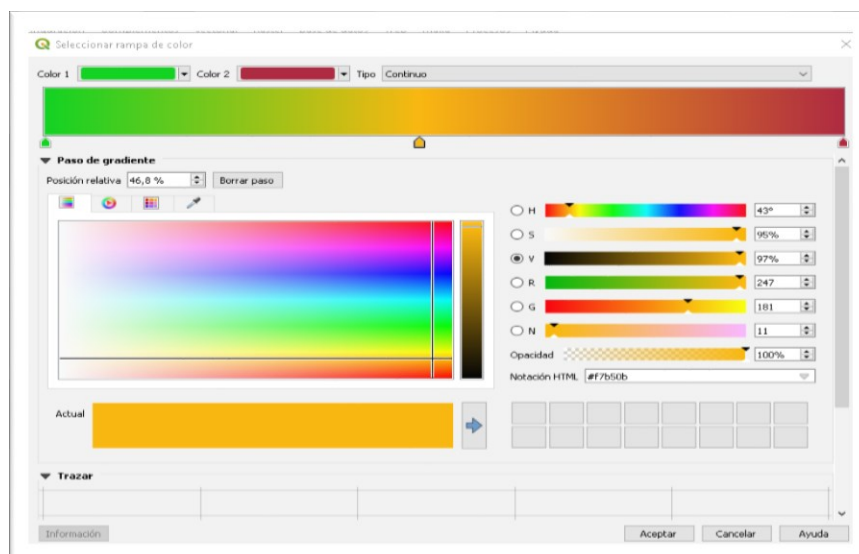 Seleccionar rampa de color
Color 1 Color 2 Tipo Continuo
Paso de gradiente
Posición relativa 46,8 % Borrar paso
H 43°
S 95%
V 97%
R 247
G 181
N 11
Opacidad 100%
Notación HTML #f7b50b
Actual
Trazar
Información Aceptar Cancelar Ayuda